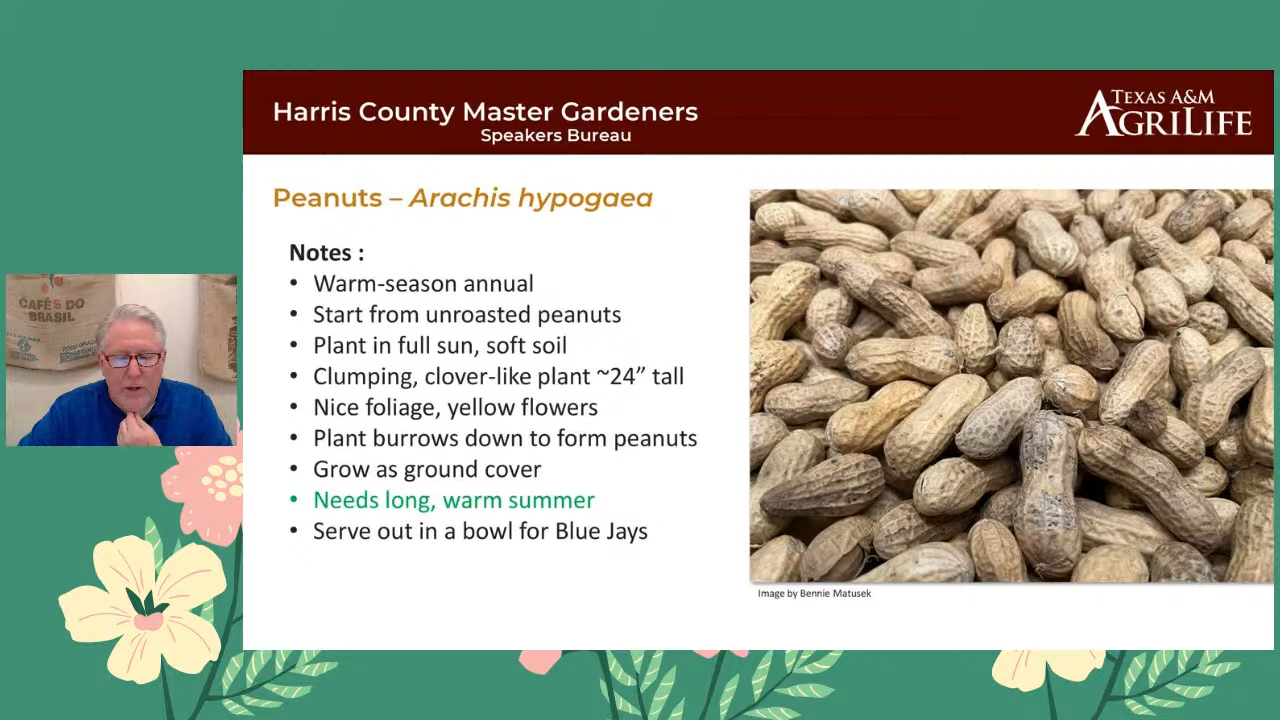 Harris County Master Gardeners
Speakers Bureau
TEXAS A&M
AGRILIFE
Peanuts – Arachis hypogaea
Notes :
• Warm-season annual
• Start from unroasted peanuts
• Plant in full sun, soft soil
• Clumping, clover-like plant ~24” tall
• Nice foliage, yellow flowers
• Plant burrows down to form peanuts
• Grow as ground cover
• Needs long, warm summer
• Serve out in a bowl for Blue Jays
Image by Bennie Matusek
CAFÉS DO
BRASIL